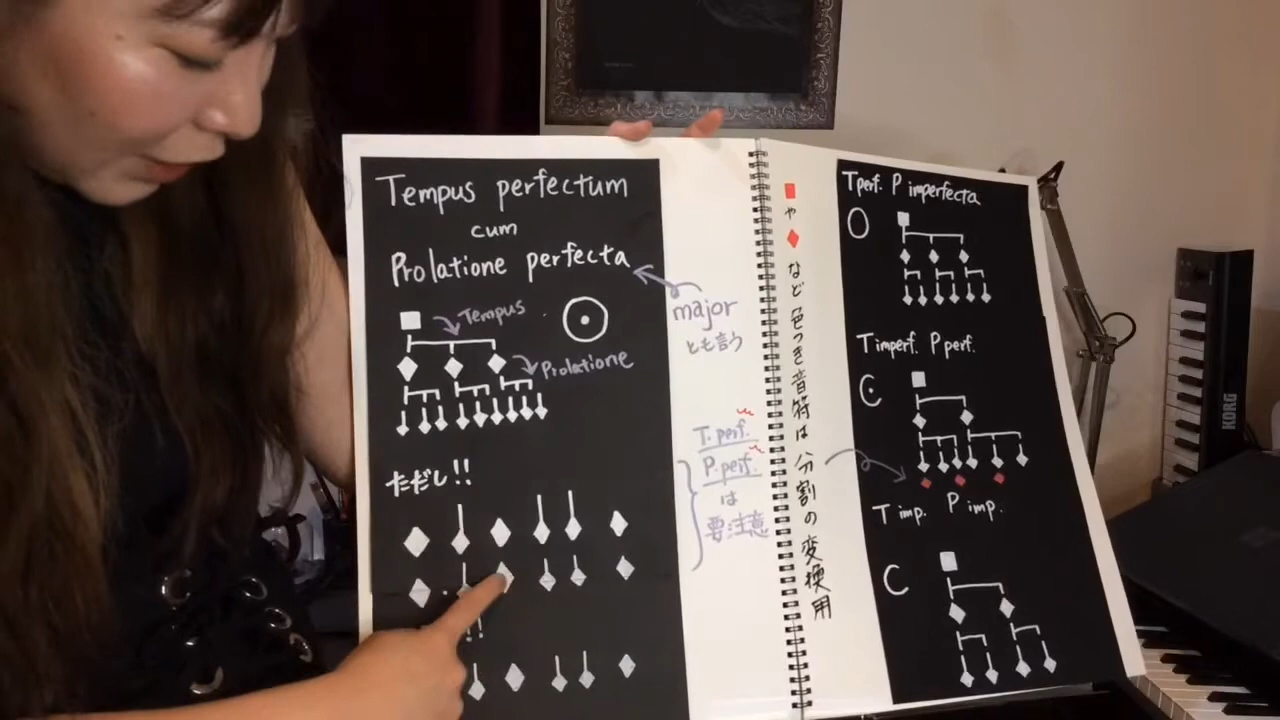 Tempus perfectum
cum
Prolatione perfecta
Tempus
Prolatione
major
とも言う
ただし!!
T. perf.
P. perf.
は
要注意
!!
や
など色つき音符は分割の変換用
T perf. P imperfecta
T imperf. P perf.
T imp. P imp.
KORG